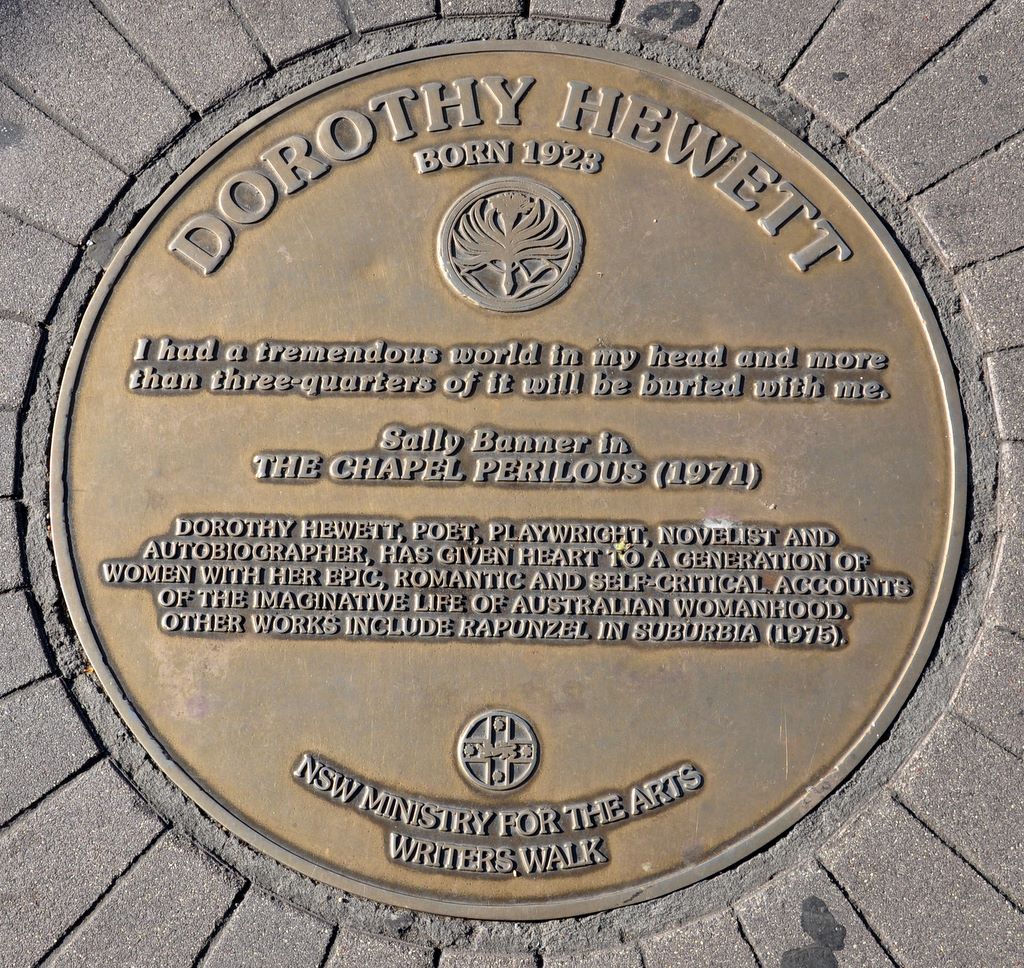 DOROTHY HEWETT
BORN 1923
I had a tremendous world in my head and more
than three-quarters of it will be buried with me.
Sally Banner in
THE CHAPEL PERILOUS (1971)
DOROTHY HEWETT, POET, PLAYWRIGHT, NOVELIST AND
AUTOBIOGRAPHER, HAS GIVEN HEART TO A GENERATION OF
WOMEN WITH HER EPIC, ROMANTIC AND SELF-CRITICAL ACCOUNTS
OF THE IMAGINATIVE LIFE OF AUSTRALIAN WOMANHOOD.
OTHER WORKS INCLUDE RAPUNZEL IN SUBURBIA (1975).
NSW MINISTRY FOR THE ARTS
WRITERS WALK